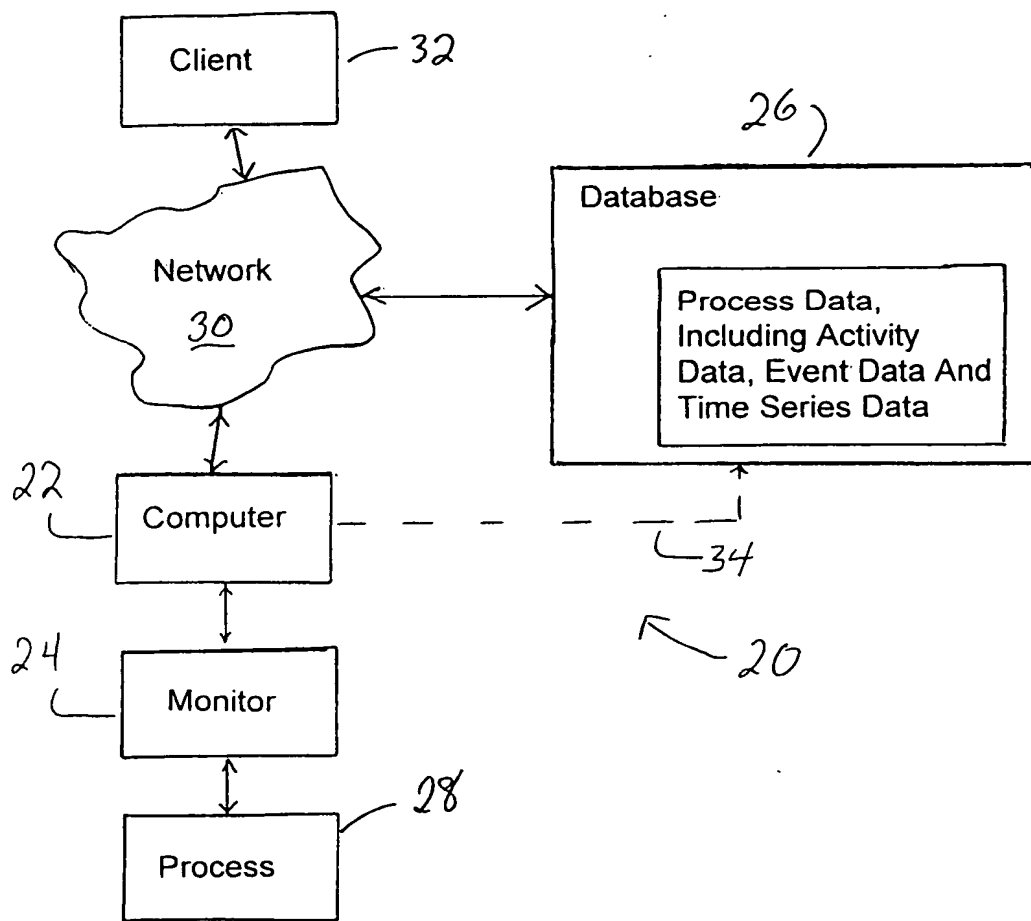 Client
32
26
Database
Network
30
Process Data,
Including Activity
Data, Event Data And
Time Series Data
22
Computer
34
24
20
Monitor
28
Process